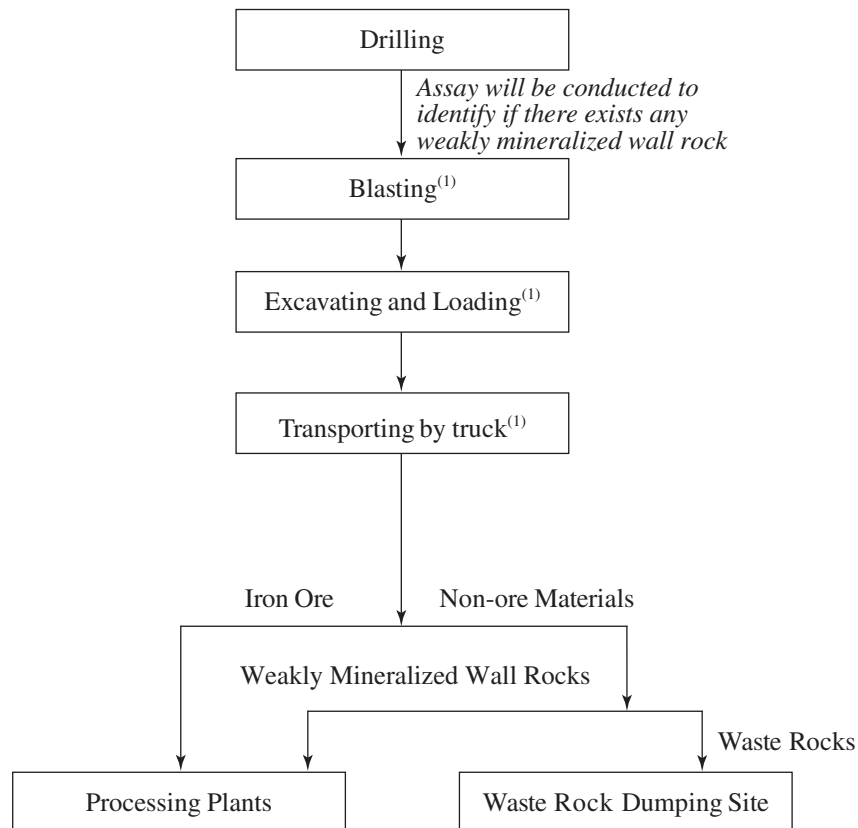 Drilling
Assay will be conducted to
identify if there exists any
weakly mineralized wall rock
Blasting(1)
Excavating and Loading(1)
Transporting by truck(1)
Iron Ore
Non-ore Materials
Weakly Mineralized Wall Rocks
Waste Rocks
Processing Plants
Waste Rock Dumping Site